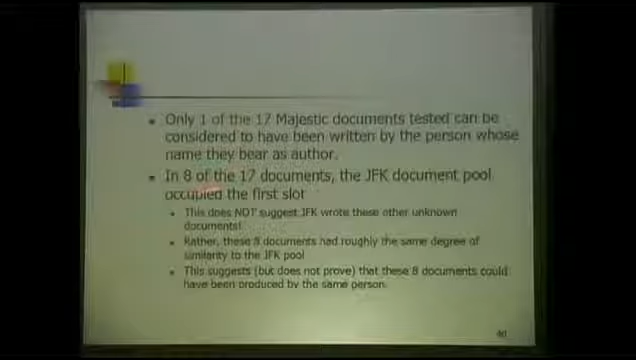 Only 1 of the 17 Majestic documents tested can be
considered to have been written by the person whose
name they bear as author.
In 8 of the 17 documents, the JFK document pool
occupied the first slot
This does NOT suggest JFK wrote these other unknown
documents!
Rather, these 8 documents had roughly the same degree of
similarity to the JFK pool
This suggests (but does not prove) that these 8 documents could
have been produced by the same person.
40